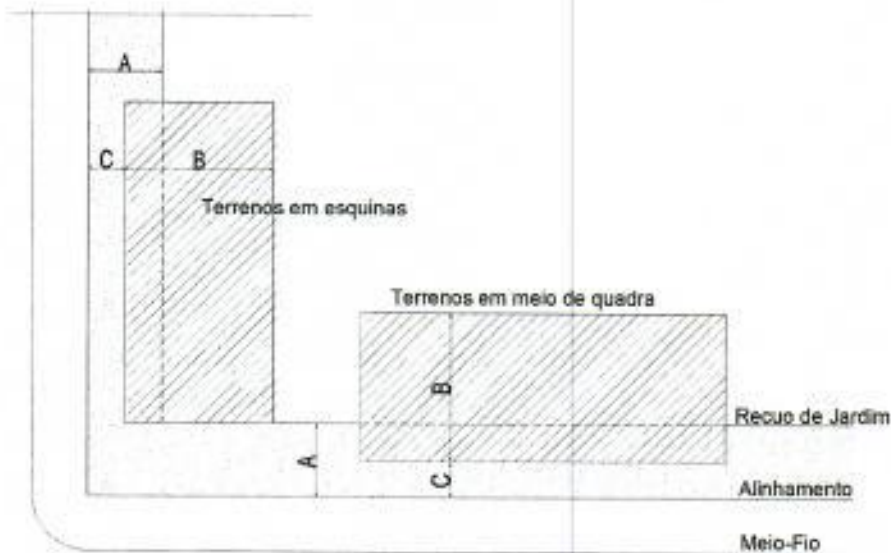 A
C
B
Terrenos em esquinas
Terrenos em meio de quadra
B
Recuo de Jardim
A
C
Alinhamento
Meio-Fio